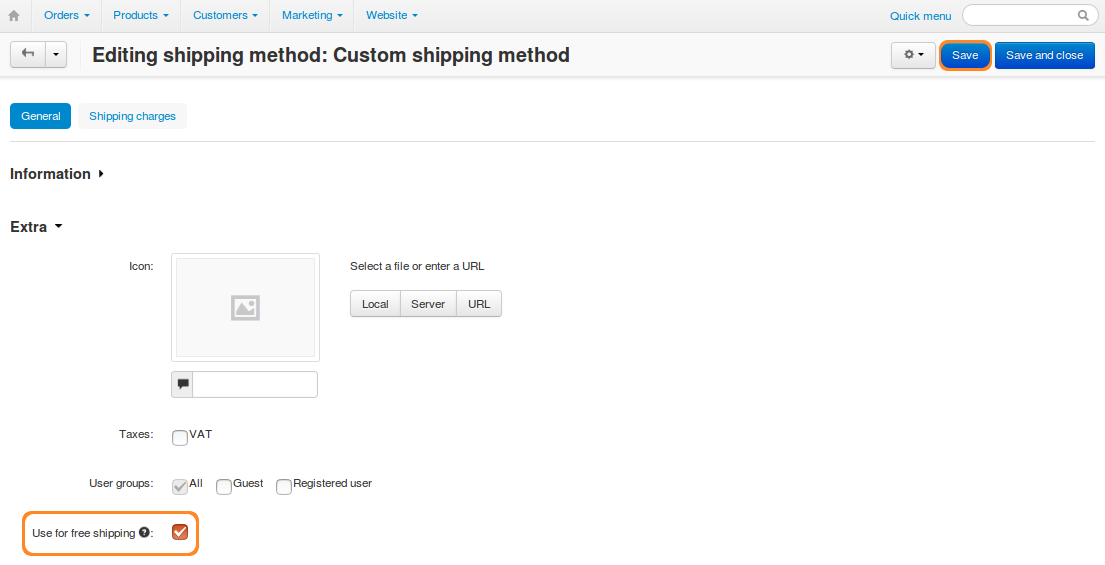 Orders Products Customers Marketing Website Quick menu
Editing shipping method: Custom shipping method Save Save and close
General Shipping charges
Information
Extra
Icon: Select a file or enter a URL
Local Server URL
Taxes: VAT
User groups: All Guest Registered user
Use for free shipping ?: